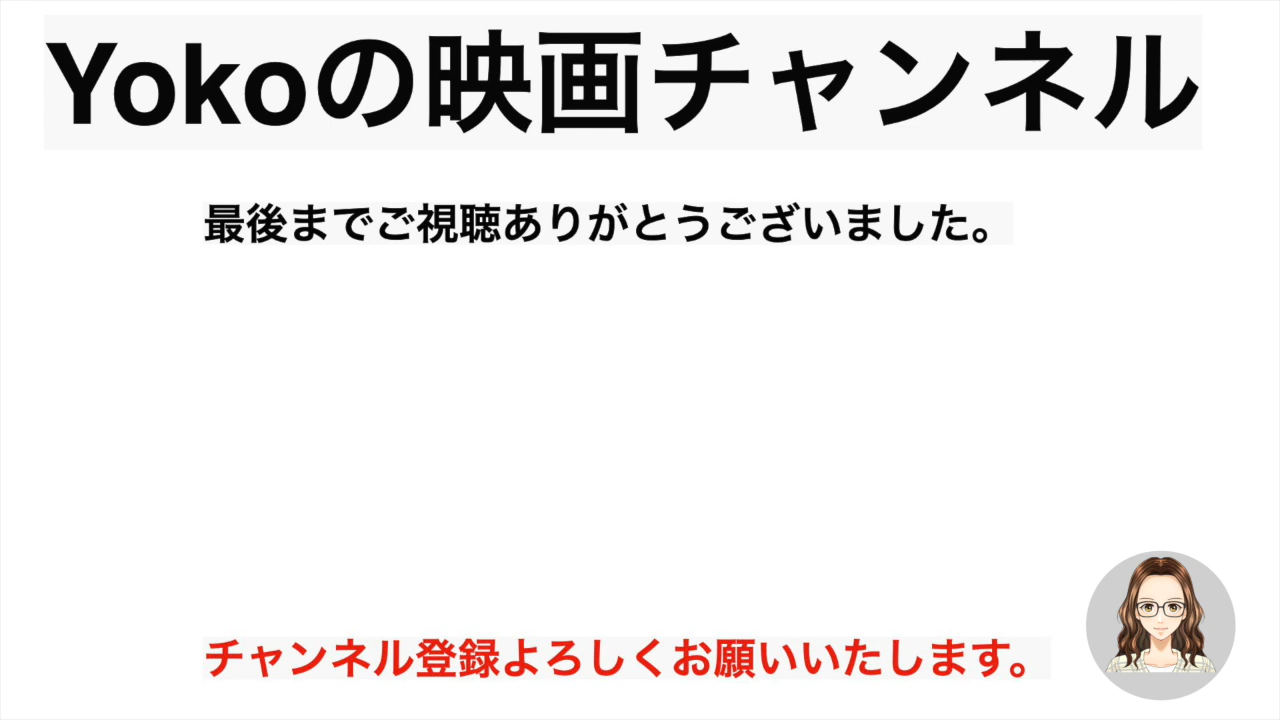 Yokoの映画チャンネル
最後までご視聴ありがとうございました。
チャンネル登録よろしくお願いいたします。